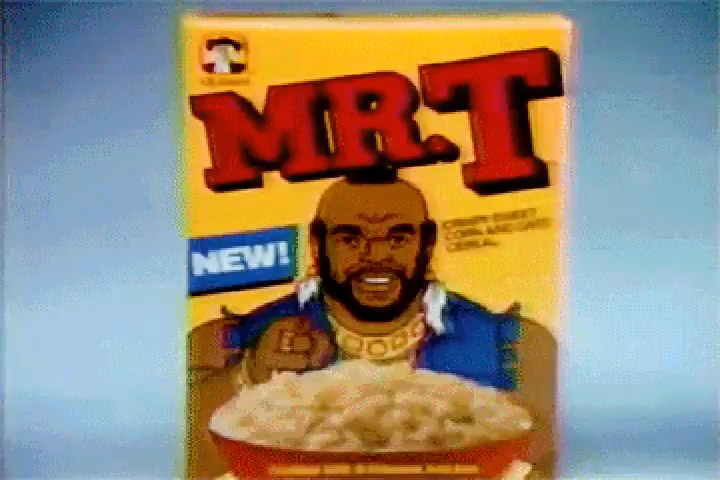 MR.T
CRISPY SWEET
CORN AND OATS
CEREAL
NEW!